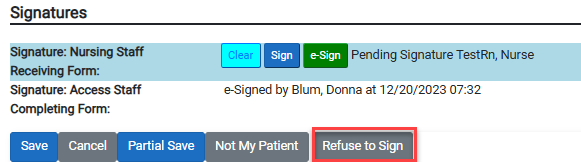 Signatures
Signature: Nursing Staff Clear Sign e-Sign Pending Signature TestRn, Nurse
Receiving Form:
Signature: Access Staff e-Signed by Blum, Donna at 12/20/2023 07:32
Completing Form:
Save Cancel Partial Save Not My Patient Refuse to Sign